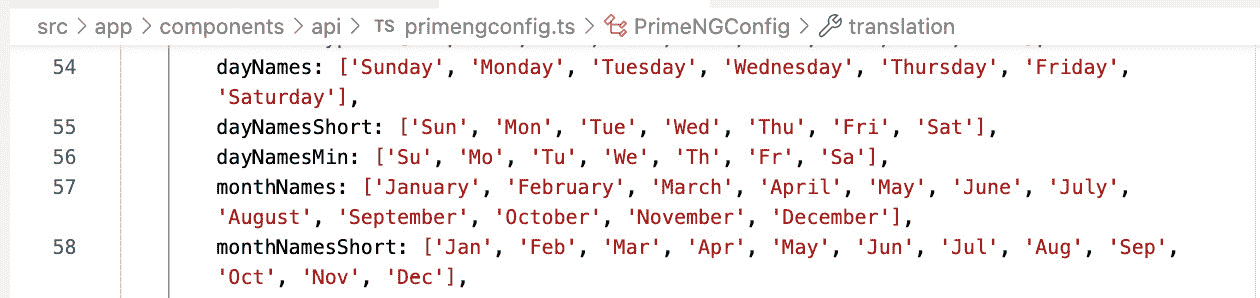 src > app > components > api > TS primengconfig.ts > PrimeNGConfig > translation
54 dayNames: ['Sunday', 'Monday', 'Tuesday', 'Wednesday', 'Thursday', 'Friday',
'Saturday'],
55 dayNamesShort: ['Sun', 'Mon', 'Tue', 'Wed', 'Thu', 'Fri', 'Sat'],
56 dayNamesMin: ['Su', 'Mo', 'Tu', 'We', 'Th', 'Fr', 'Sa'],
57 monthNames: ['January', 'February', 'March', 'April', 'May', 'June', 'July',
'August', 'September', 'October', 'November', 'December'],
58 monthNamesShort: ['Jan', 'Feb', 'Mar', 'Apr', 'May', 'Jun', 'Jul', 'Aug', 'Sep',
'Oct', 'Nov', 'Dec'],